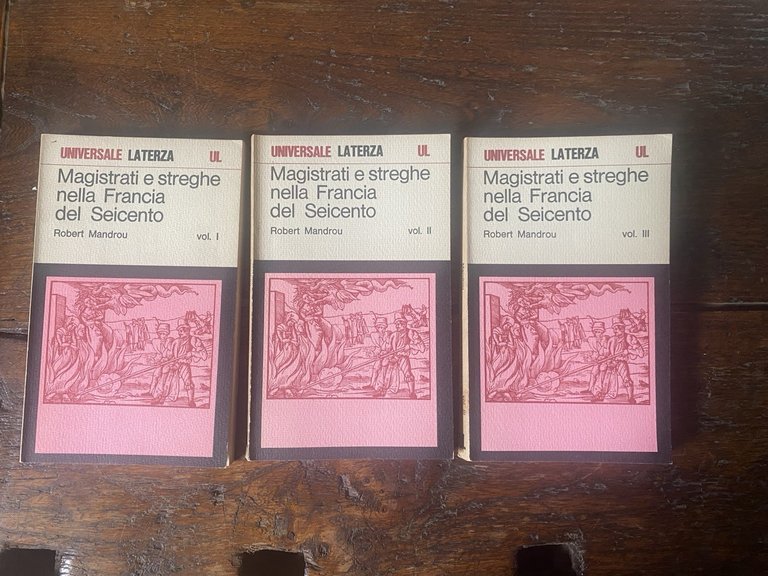 UNIVERSALE LATERZA UL
Magistrati e streghe
nella Francia
del Seicento
Robert Mandrou vol. I
UNIVERSALE LATERZA UL
Magistrati e streghe
nella Francia
del Seicento
Robert Mandrou vol. II
UNIVERSALE LATERZA UL
Magistrati e streghe
nella Francia
del Seicento
Robert Mandrou vol. III